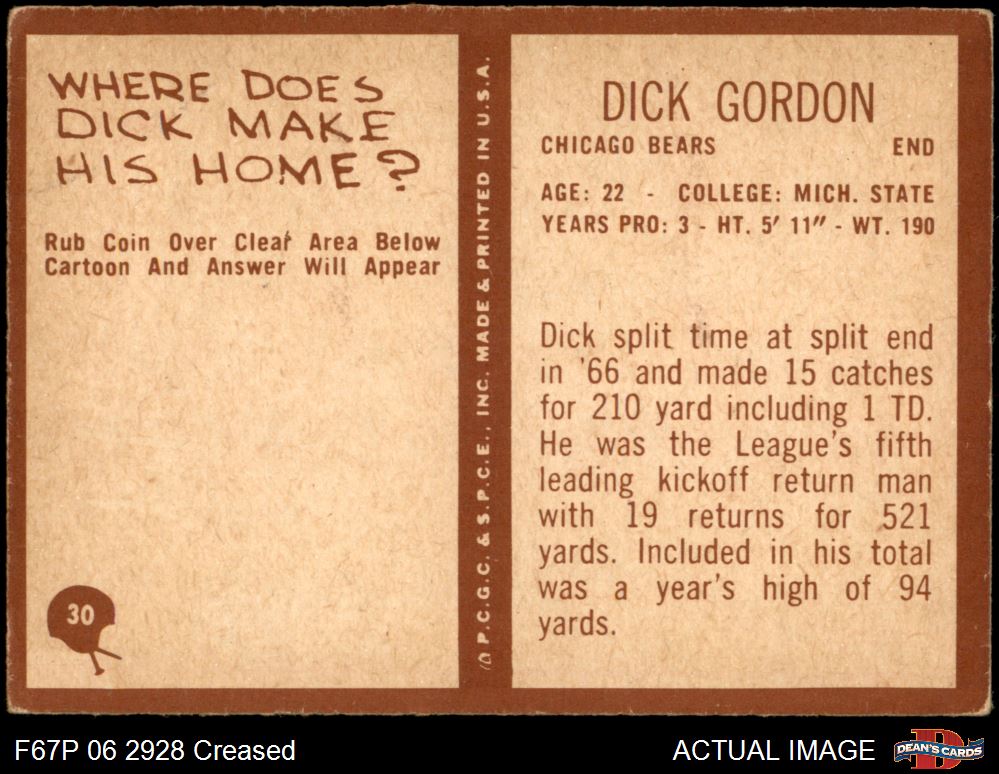 WHERE DOES
DICK MAKE
HIS HOME?
Rub Coin Over Clear Area Below
Cartoon And Answer Will Appear
30
© P.C.G.C. & S.P.C.E., INC. MADE & PRINTED IN U.S.A.
DICK GORDON
CHICAGO BEARS END
AGE: 22 - COLLEGE: MICH. STATE
YEARS PRO: 3 - HT. 5' 11" - WT. 190
Dick split time at split end
in '66 and made 15 catches
for 210 yard including 1 TD.
He was the League's fifth
leading kickoff return man
with 19 returns for 521
yards. Included in his total
was a year's high of 94
yards.
F67P 06 2928 Creased
ACTUAL IMAGE
D
DEAN'S CARDS